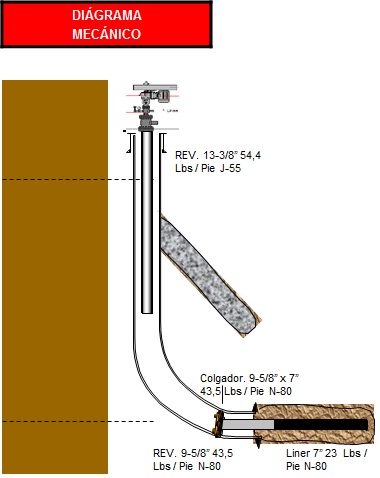 DIÁGRAMA
MECÁNICO
REV. 13-3/8” 54,4
Lbs / Pie J-55
Colgador. 9-5/8” x 7”
43,5 Lbs / Pie N-80
REV. 9-5/8” 43,5
Lbs / Pie N-80
Liner 7” 23 Lbs /
Pie N-80